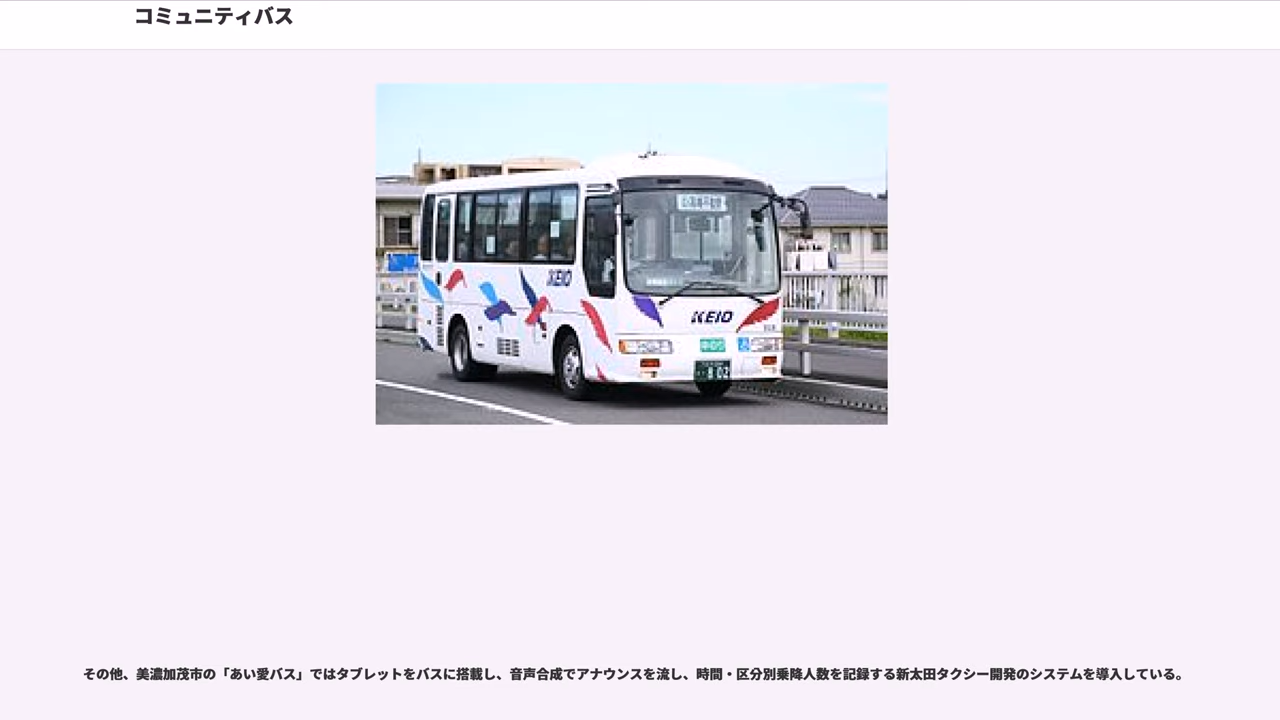 コミュニティバス
KEIO
KEIO
8 02
その他、美濃加茂市の「あい愛バス」ではタブレットをバスに搭載し、音声合成でアナウンスを流し、時間・区分別乗降人数を記録する新太田タクシー開発のシステムを導入している。